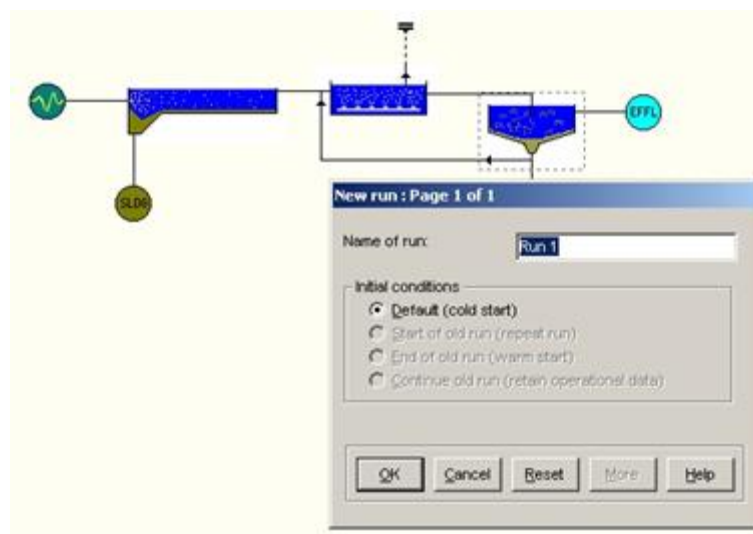 EFFL
SLDG
New run : Page 1 of 1
Name of run:
Run 1
Initial conditions
Default (cold start)
Start of old run (repeat run)
End of old run (warm start)
Continue old run (retain operational data)
OK
Cancel
Reset
More
Help